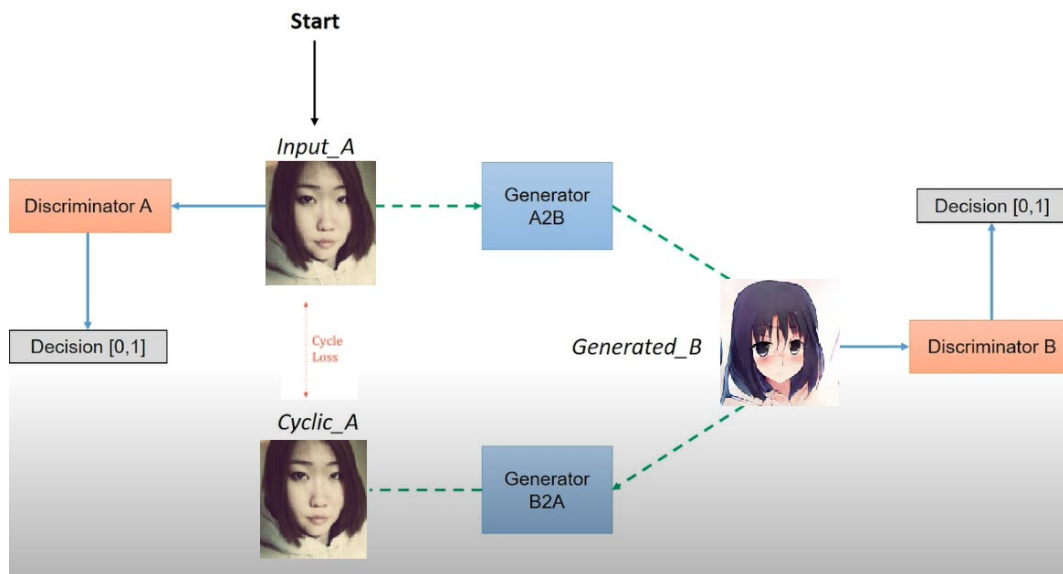 Start
Input_A
Discriminator A
Generator
A2B
Decision [0,1]
Decision [0,1]
Cycle
Loss
Generated_B
Discriminator B
Cyclic_A
Generator
B2A